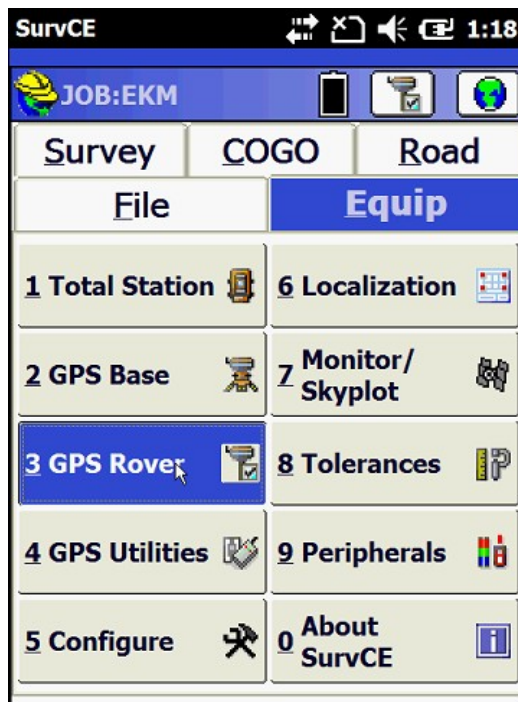 SurvCE 1:18
JOB:EKM
Survey COGO Road
File Equip
1 Total Station
6 Localization
2 GPS Base
7 Monitor/
Skyplot
3 GPS Rover
8 Tolerances
4 GPS Utilities
9 Peripherals
5 Configure
0 About
SurvCE